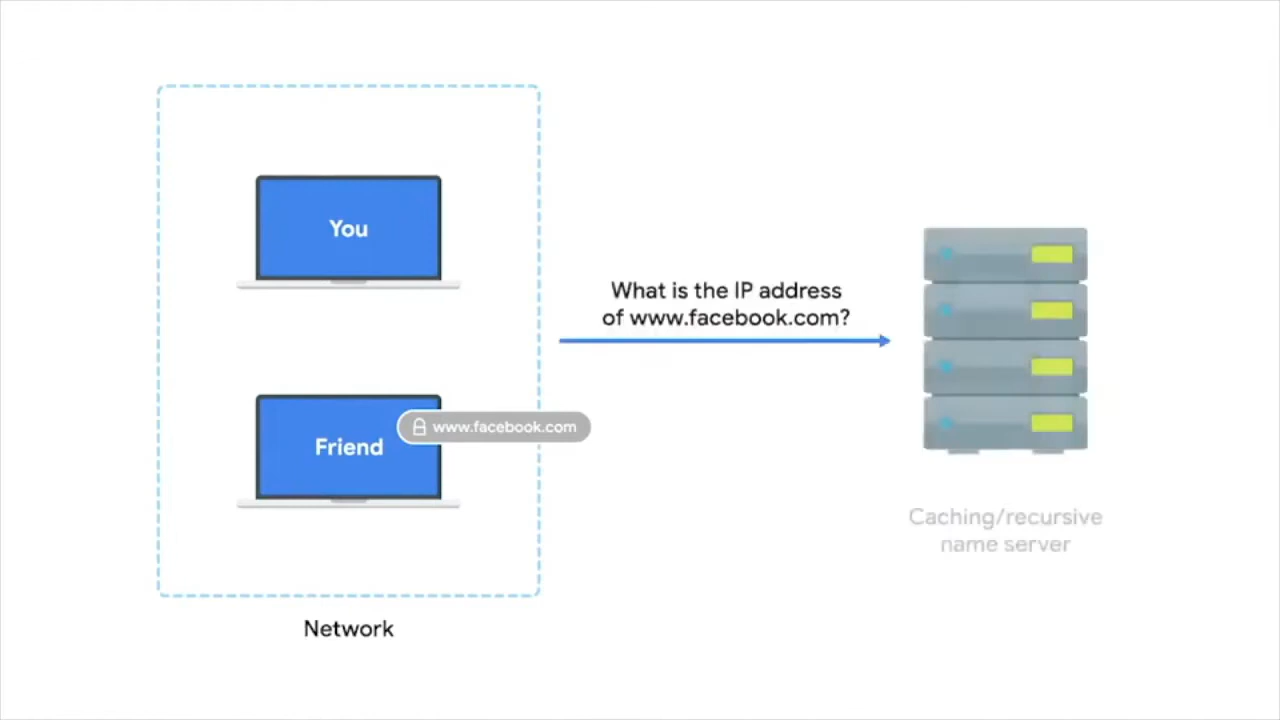 You
What is the IP address
of www.facebook.com?
Friend
www.facebook.com
Caching/recursive
name server
Network